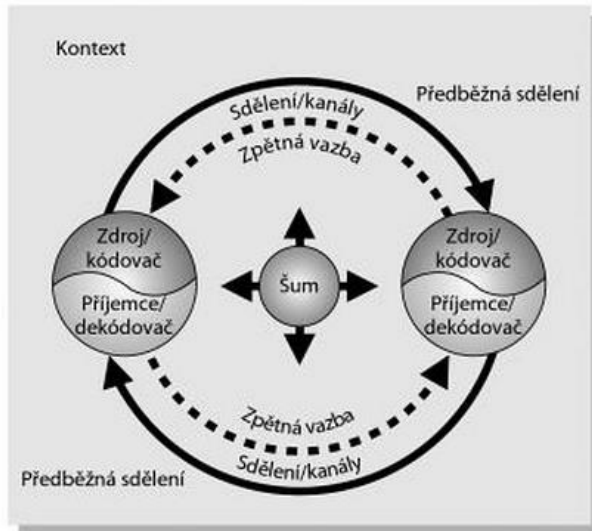 Kontext
Předběžná sdělení
Sdělení/kanály
Zpětná vazba
Zdroj/
kódovač
Příjemce/
dekódovač
Šum
Zdroj/
kódovač
Příjemce/
dekódovač
Zpětná vazba
Sdělení/kanály
Předběžná sdělení